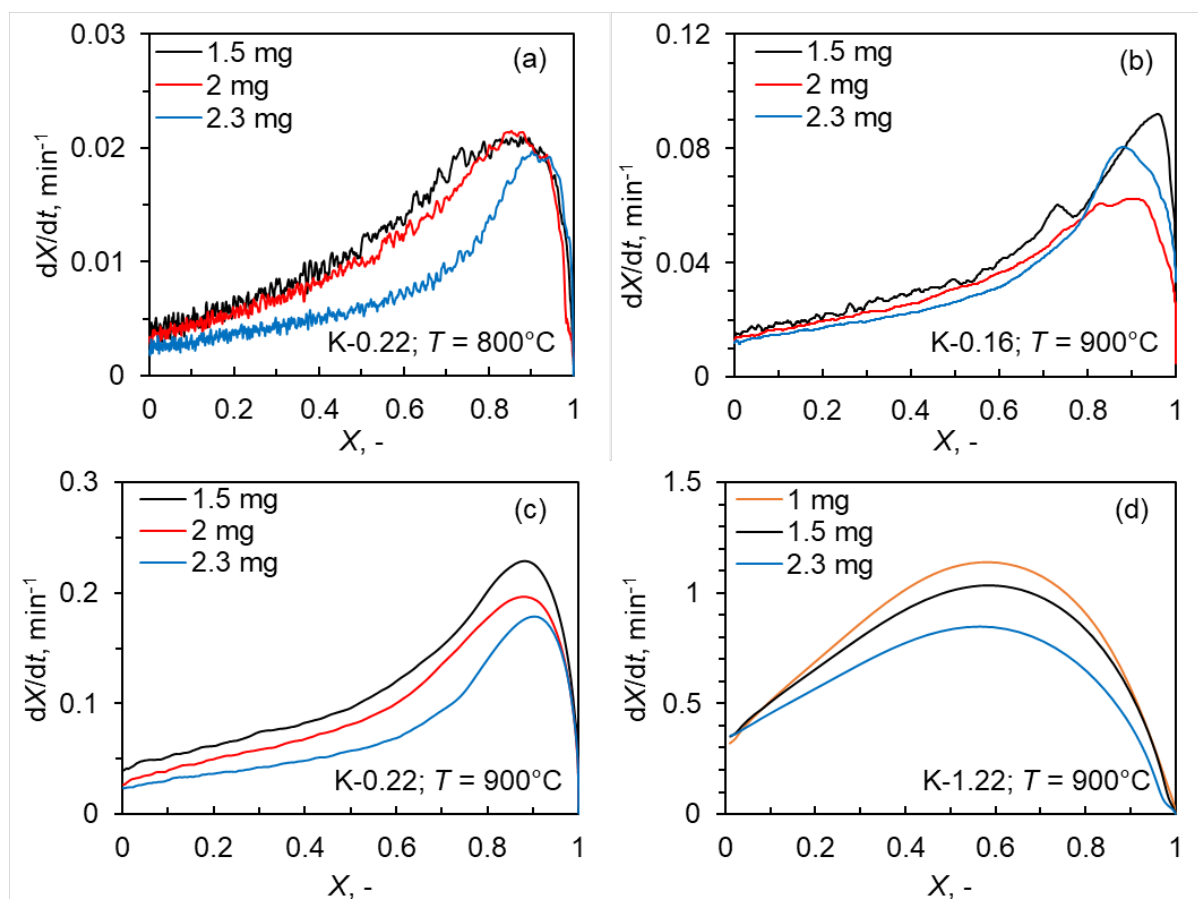 (a)
1.5 mg
2 mg
2.3 mg
0.03
0.02
0.01
0
dX/dt, min⁻¹
K-0.22; T = 800°C
0 0.2 0.4 0.6 0.8 1
X, -
(b)
1.5 mg
2 mg
2.3 mg
0.12
0.08
0.04
0
dX/dt, min⁻¹
K-0.16; T = 900°C
0 0.2 0.4 0.6 0.8 1
X, -
(c)
1.5 mg
2 mg
2.3 mg
0.3
0.2
0.1
0
dX/dt, min⁻¹
K-0.22; T = 900°C
0 0.2 0.4 0.6 0.8 1
X, -
(d)
1 mg
1.5 mg
2.3 mg
1.5
1
0.5
0
dX/dt, min⁻¹
K-1.22; T = 900°C
0 0.2 0.4 0.6 0.8 1
X, -